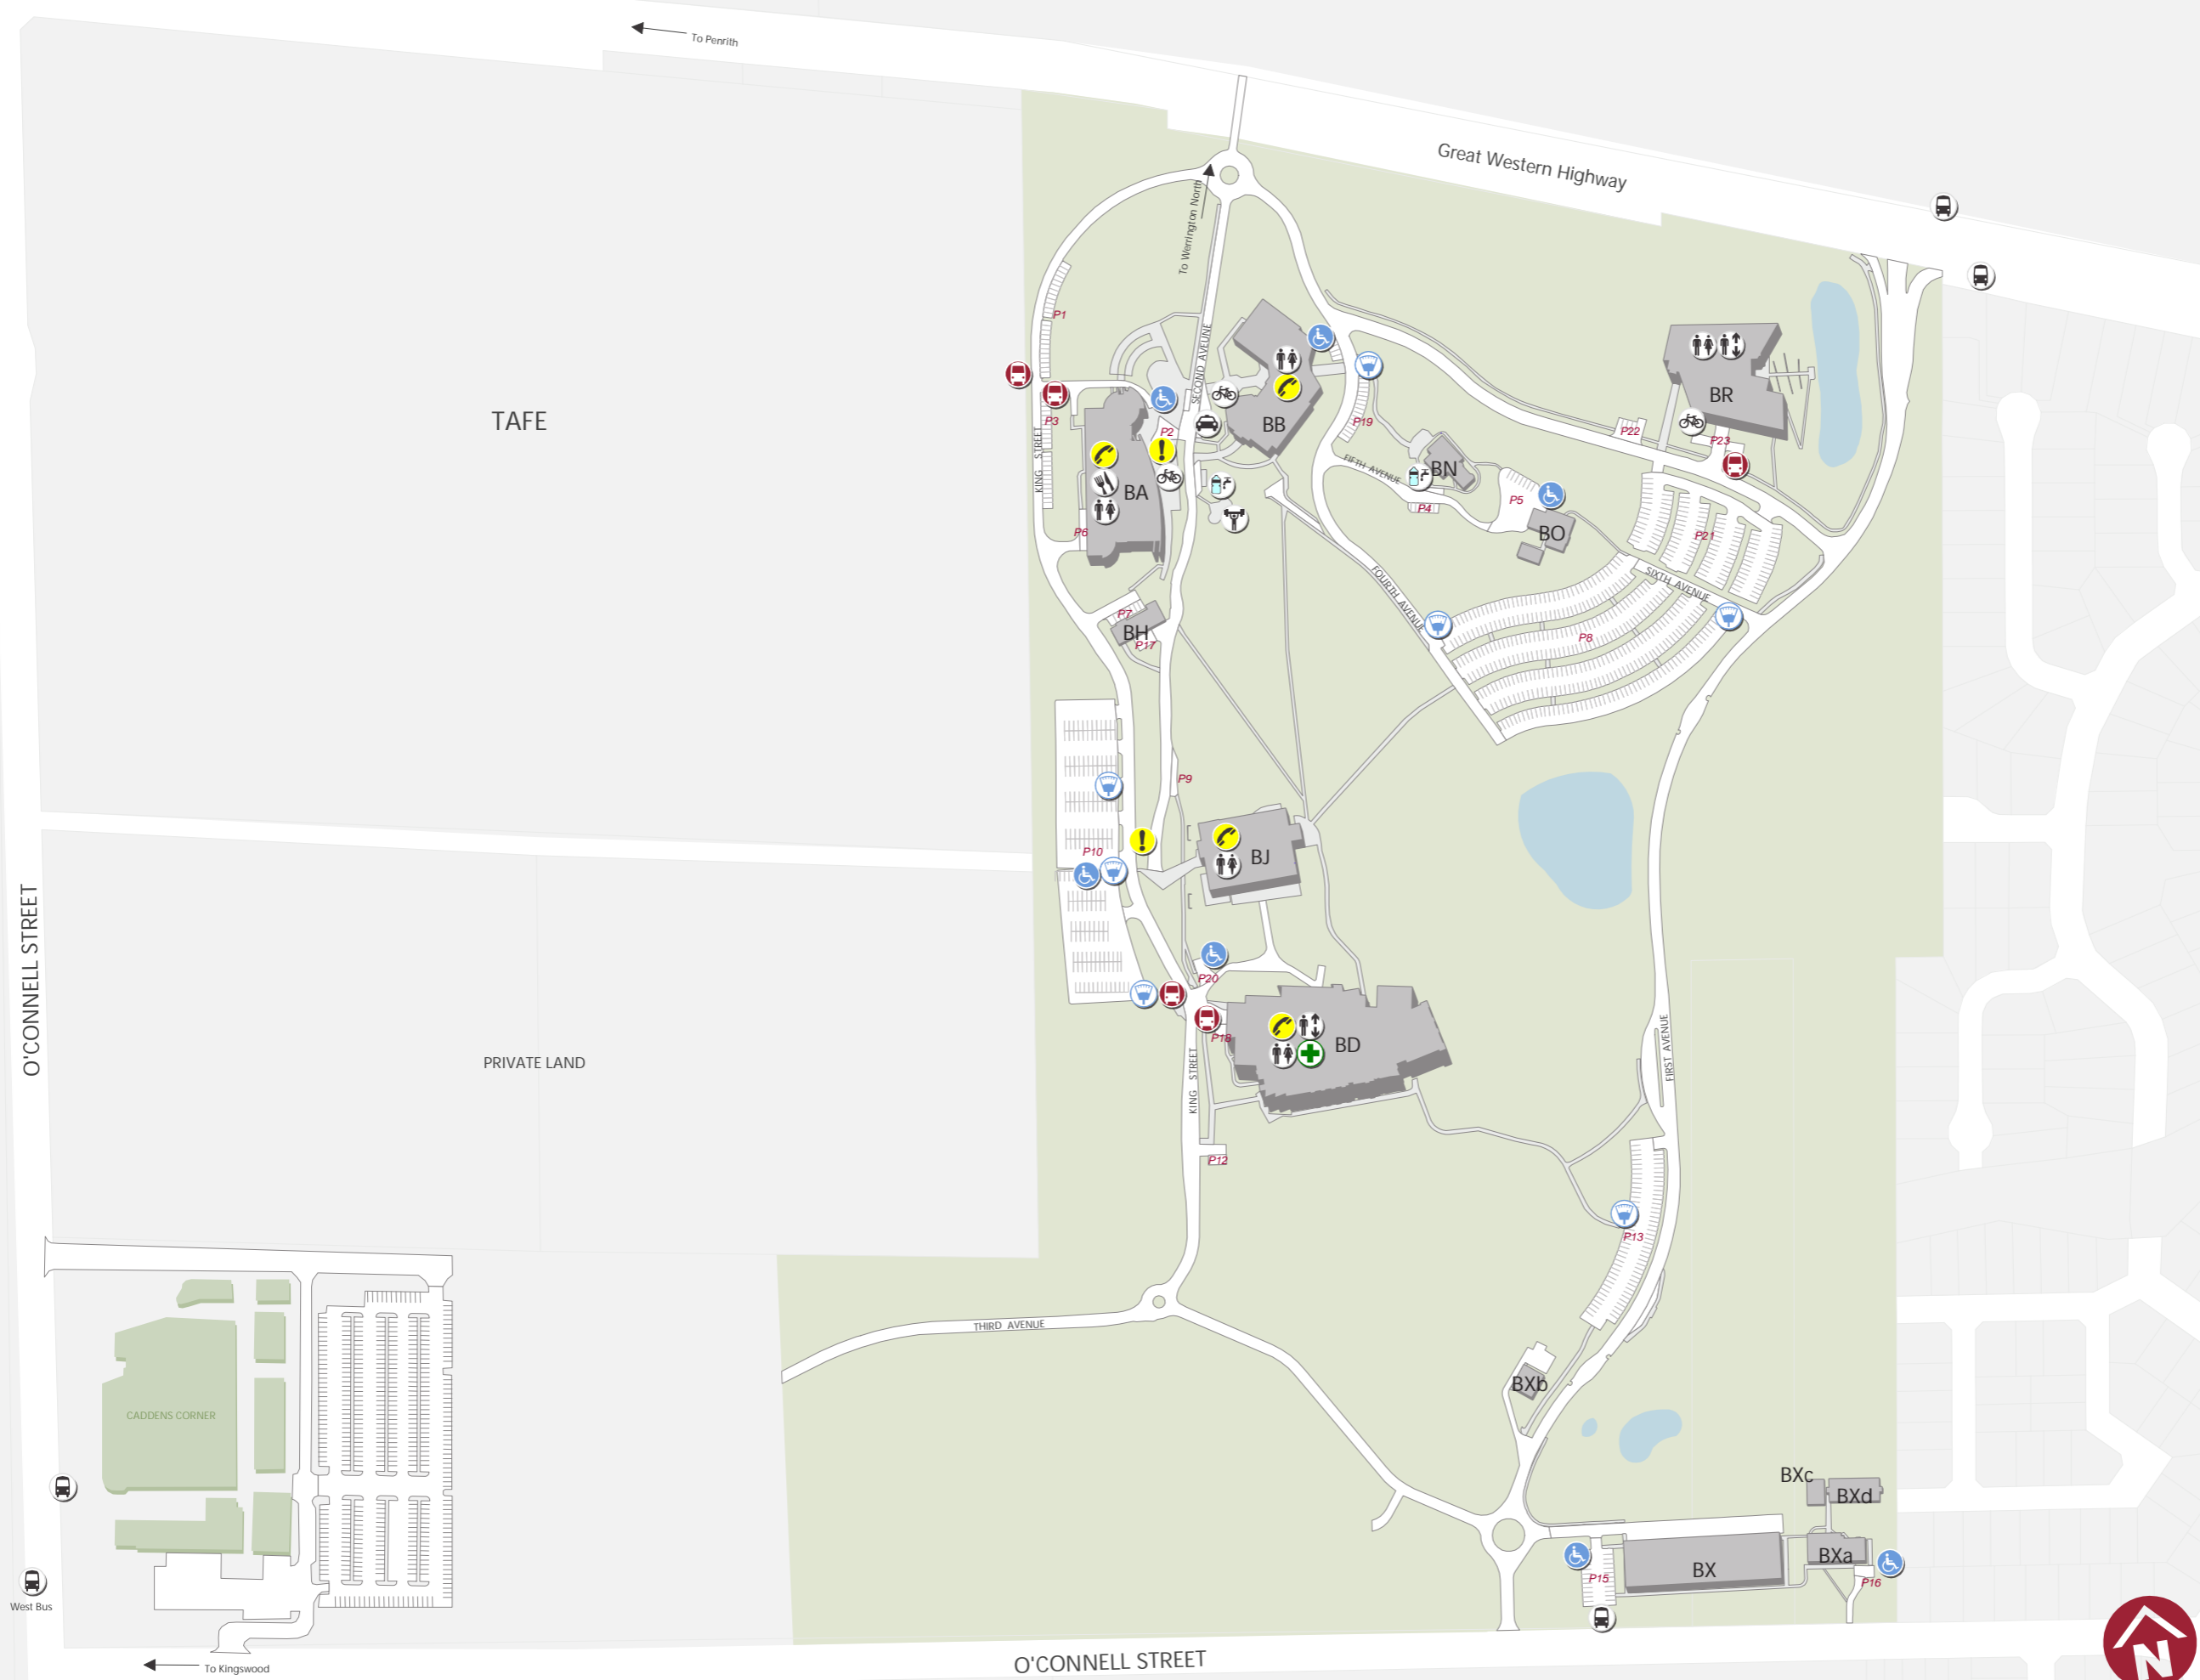 To Penrith
Great Western Highway
To Werrington North
P1
SECOND AVEUNE
TAFE
P3
P2
KING STREET
BA
P6
BB
P19
BR
P22
P23
FIFTH AVENUE
BN
P4
P5
BO
P21
SIXTH AVENUE
FOURTH AVENUE
P8
P7
BH
P17
P9
P10
BJ
O'CONNELL STREET
PRIVATE LAND
P20
P18
BD
KING STREET
FIRST AVENUE
P12
P13
THIRD AVENUE
BXb
CADDENS CORNER
BXc
BXd
BX
BXa
P15
P16
West Bus
To Kingswood
O'CONNELL STREET
N